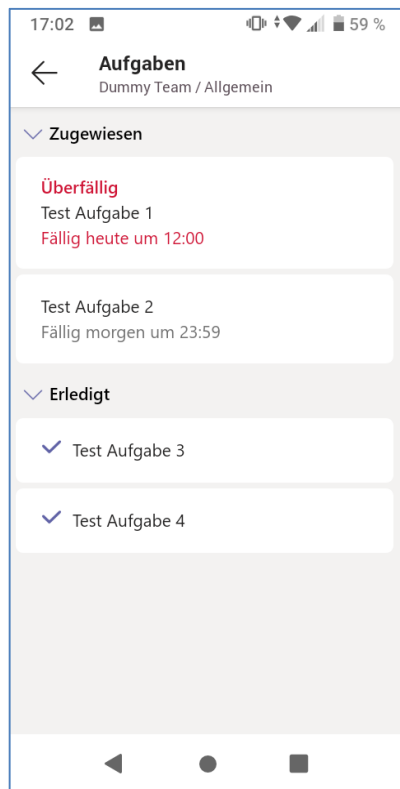 17:02 59 %
Aufgaben
Dummy Team / Allgemein
Zugewiesen
Überfällig
Test Aufgabe 1
Fällig heute um 12:00
Test Aufgabe 2
Fällig morgen um 23:59
Erledigt
Test Aufgabe 3
Test Aufgabe 4